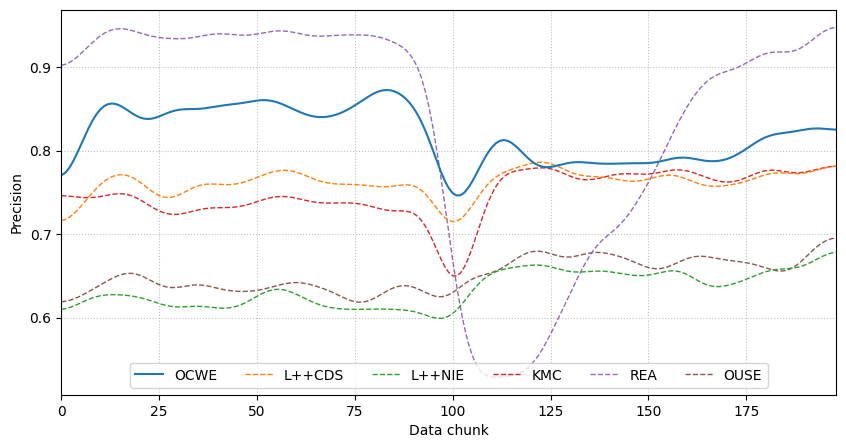 Precision
0.9
0.8
0.7
0.6
OCWE L++CDS L++NIE KMC REA OUSE
0 25 50 75 100 125 150 175
Data chunk